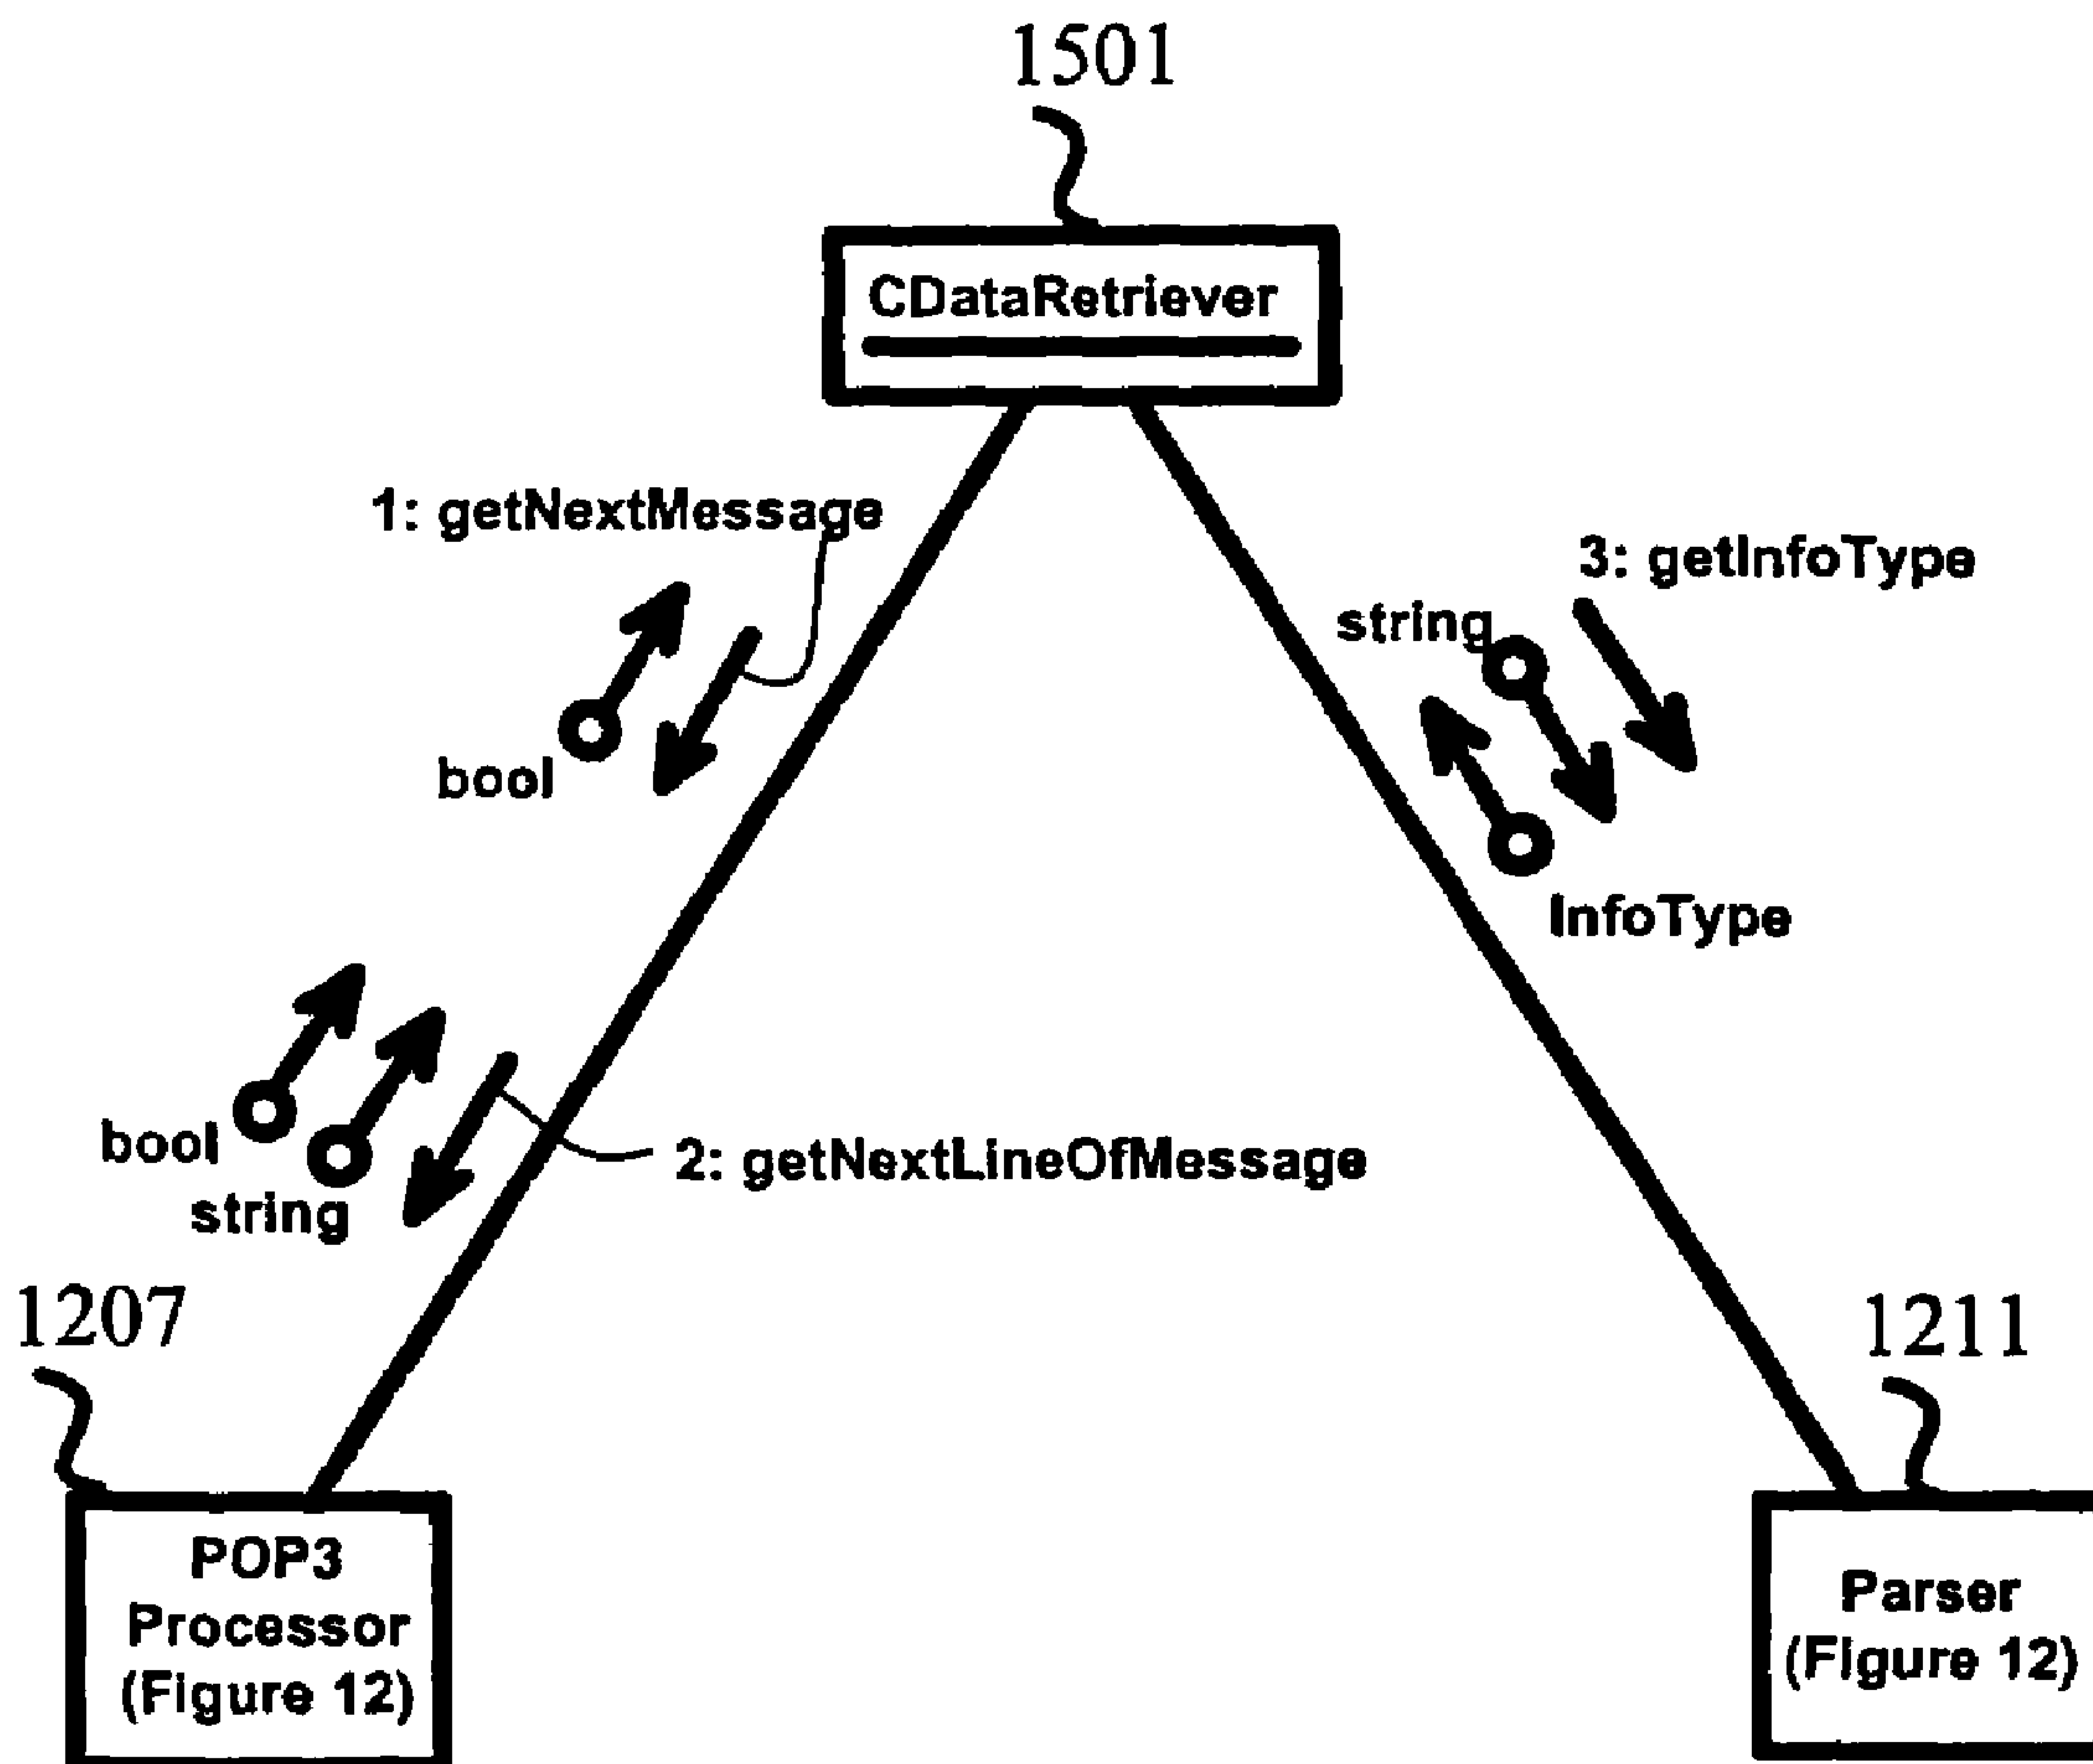 1501
CDataRetriever
1: getNextMessage
3: getInfoType
string
bool
InfoType
bool
string
2: getNextLineOfMessage
1207
1211
POP3
Processor
(Figure 12)
Parser
(Figure 12)